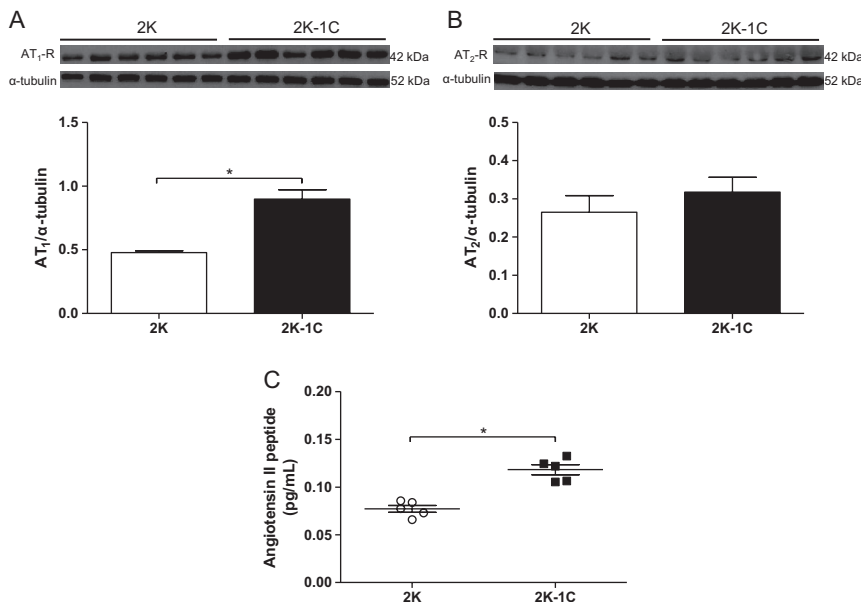 A
2K 2K-1C
AT₁-R 42 kDa
α-tubulin 52 kDa
1.5
1.0
0.5
0.0
AT₁/α-tubulin
*
2K 2K-1C
B
2K 2K-1C
AT₂-R 42 kDa
α-tubulin 52 kDa
0.5
0.4
0.3
0.2
0.1
0.0
AT₂/α-tubulin
2K 2K-1C
C
0.20
0.15
0.10
0.05
0.00
Angiotensin II peptide
(pg/mL)
*
2K 2K-1C